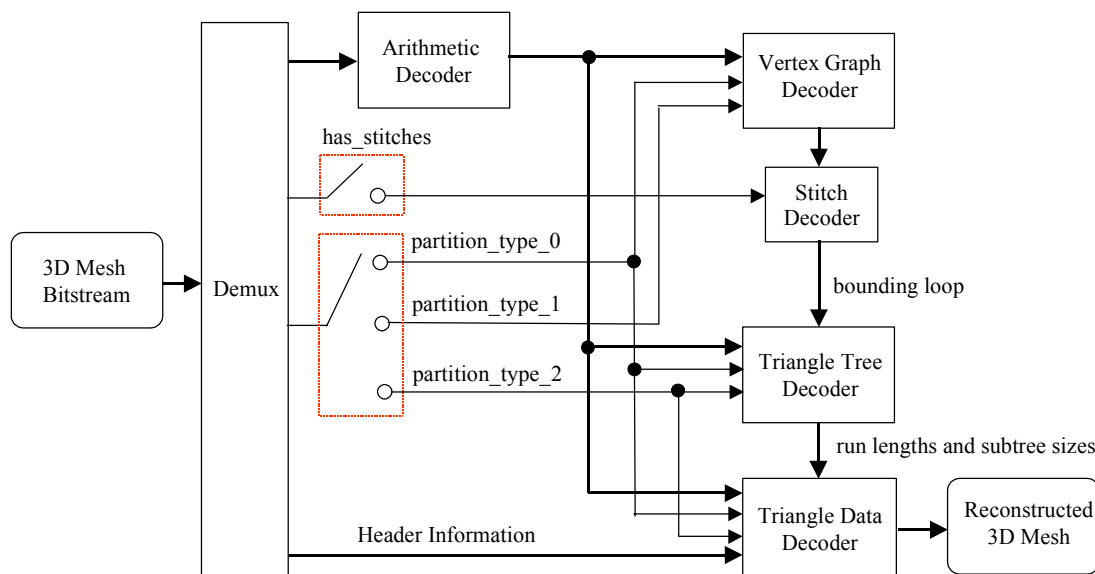 Arithmetic
Decoder
Vertex Graph
Decoder
has_stitches
Stitch
Decoder
3D Mesh
Bitstream
Demux
partition_type_0
partition_type_1
partition_type_2
bounding loop
Triangle Tree
Decoder
run lengths and subtree sizes
Header Information
Triangle Data
Decoder
Reconstructed
3D Mesh